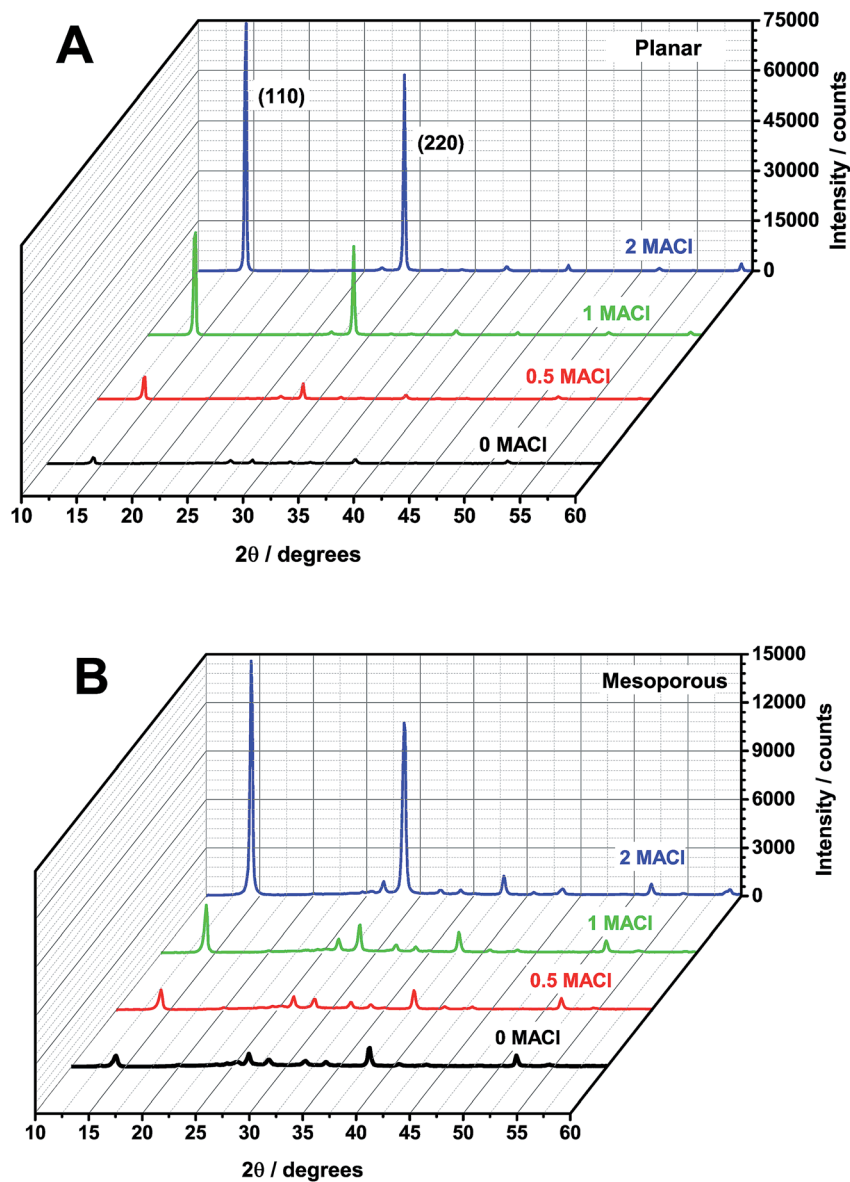 A
Planar
75000
60000
45000
30000
15000
0
Intensity / counts
(110)
(220)
2 MACl
1 MACl
0.5 MACl
0 MACl
10 15 20 25 30 35 40 45 50 55 60
2θ / degrees
B
Mesoporous
15000
12000
9000
6000
3000
0
Intensity / counts
2 MACl
1 MACl
0.5 MACl
0 MACl
10 15 20 25 30 35 40 45 50 55 60
2θ / degrees